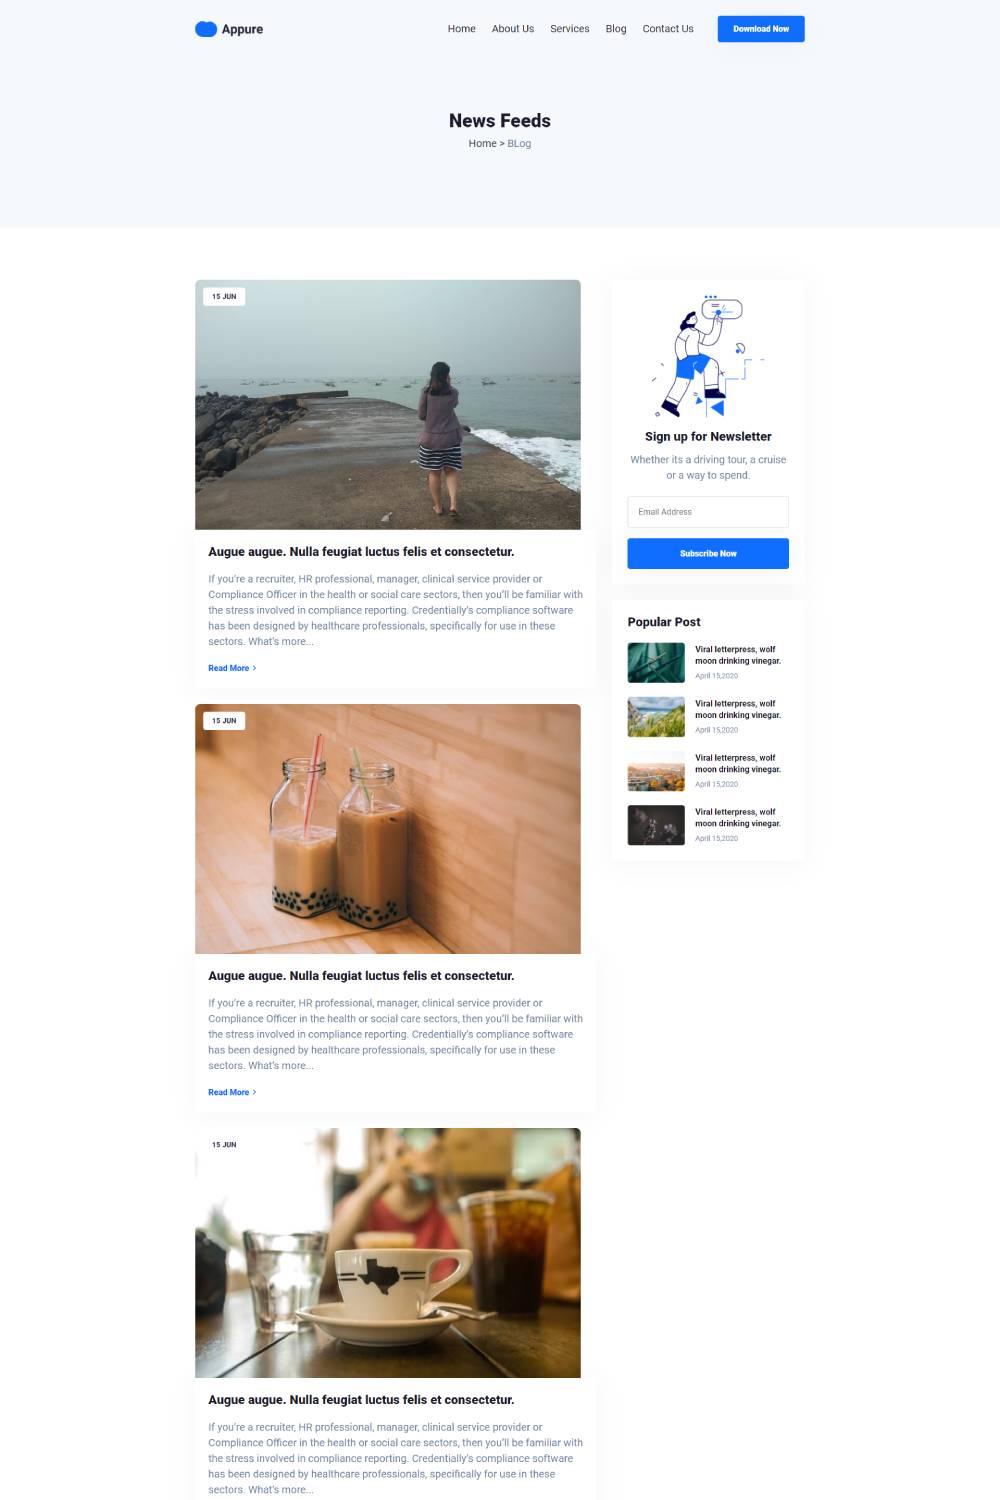 Appure
Home
About Us
Services
Blog
Contact Us
Download Now
News Feeds
Home > BLog
15 JUN
Augue augue. Nulla feugiat luctus felis et consectetur.
If you’re a recruiter, HR professional, manager, clinical service provider or
Compliance Officer in the health or social care sectors, then you’ll be familiar with
the stress involved in compliance reporting. Credentially’s compliance software
has been designed by healthcare professionals, specifically for use in these
sectors. What’s more...
Read More >
15 JUN
Augue augue. Nulla feugiat luctus felis et consectetur.
If you’re a recruiter, HR professional, manager, clinical service provider or
Compliance Officer in the health or social care sectors, then you’ll be familiar with
the stress involved in compliance reporting. Credentially’s compliance software
has been designed by healthcare professionals, specifically for use in these
sectors. What’s more...
Read More >
15 JUN
Augue augue. Nulla feugiat luctus felis et consectetur.
If you’re a recruiter, HR professional, manager, clinical service provider or
Compliance Officer in the health or social care sectors, then you’ll be familiar with
the stress involved in compliance reporting. Credentially’s compliance software
has been designed by healthcare professionals, specifically for use in these
sectors. What’s more...
Sign up for Newsletter
Whether its a driving tour, a cruise
or a way to spend.
Email Address
Subscribe Now
Popular Post
Viral letterpress, wolf
moon drinking vinegar.
April 15,2020
Viral letterpress, wolf
moon drinking vinegar.
April 15,2020
Viral letterpress, wolf
moon drinking vinegar.
April 15,2020
Viral letterpress, wolf
moon drinking vinegar.
April 15,2020